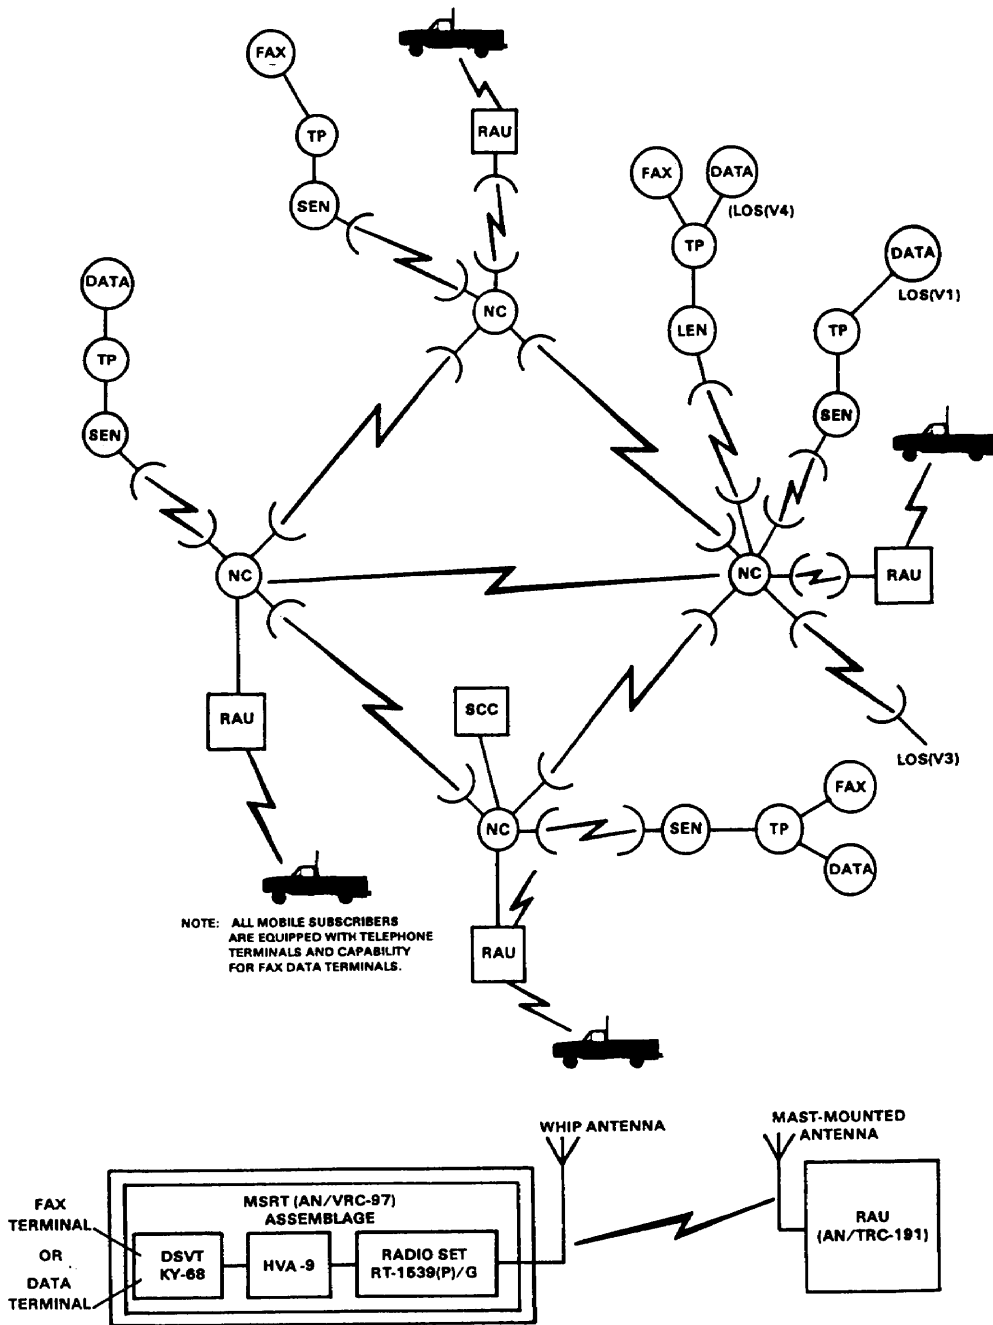 FAX
TP
SEN
RAU
NC
FAX
DATA
(LOS(V4)
TP
LEN
DATA
LOS(V1)
TP
SEN
DATA
TP
SEN
NC
NC
RAU
RAU
SCC
LOS(V3)
NC
SEN
TP
FAX
DATA
RAU
NOTE: ALL MOBILE SUBSCRIBERS
ARE EQUIPPED WITH TELEPHONE
TERMINALS AND CAPABILITY
FOR FAX DATA TERMINALS.
WHIP ANTENNA
MAST-MOUNTED
ANTENNA
MSRT (AN/VRC-97)
ASSEMBLAGE
FAX
TERMINAL
OR
DATA
TERMINAL
DSVT
KY-68
HVA-9
RADIO SET
RT-1539(P)/G
RAU
(AN/TRC-191)